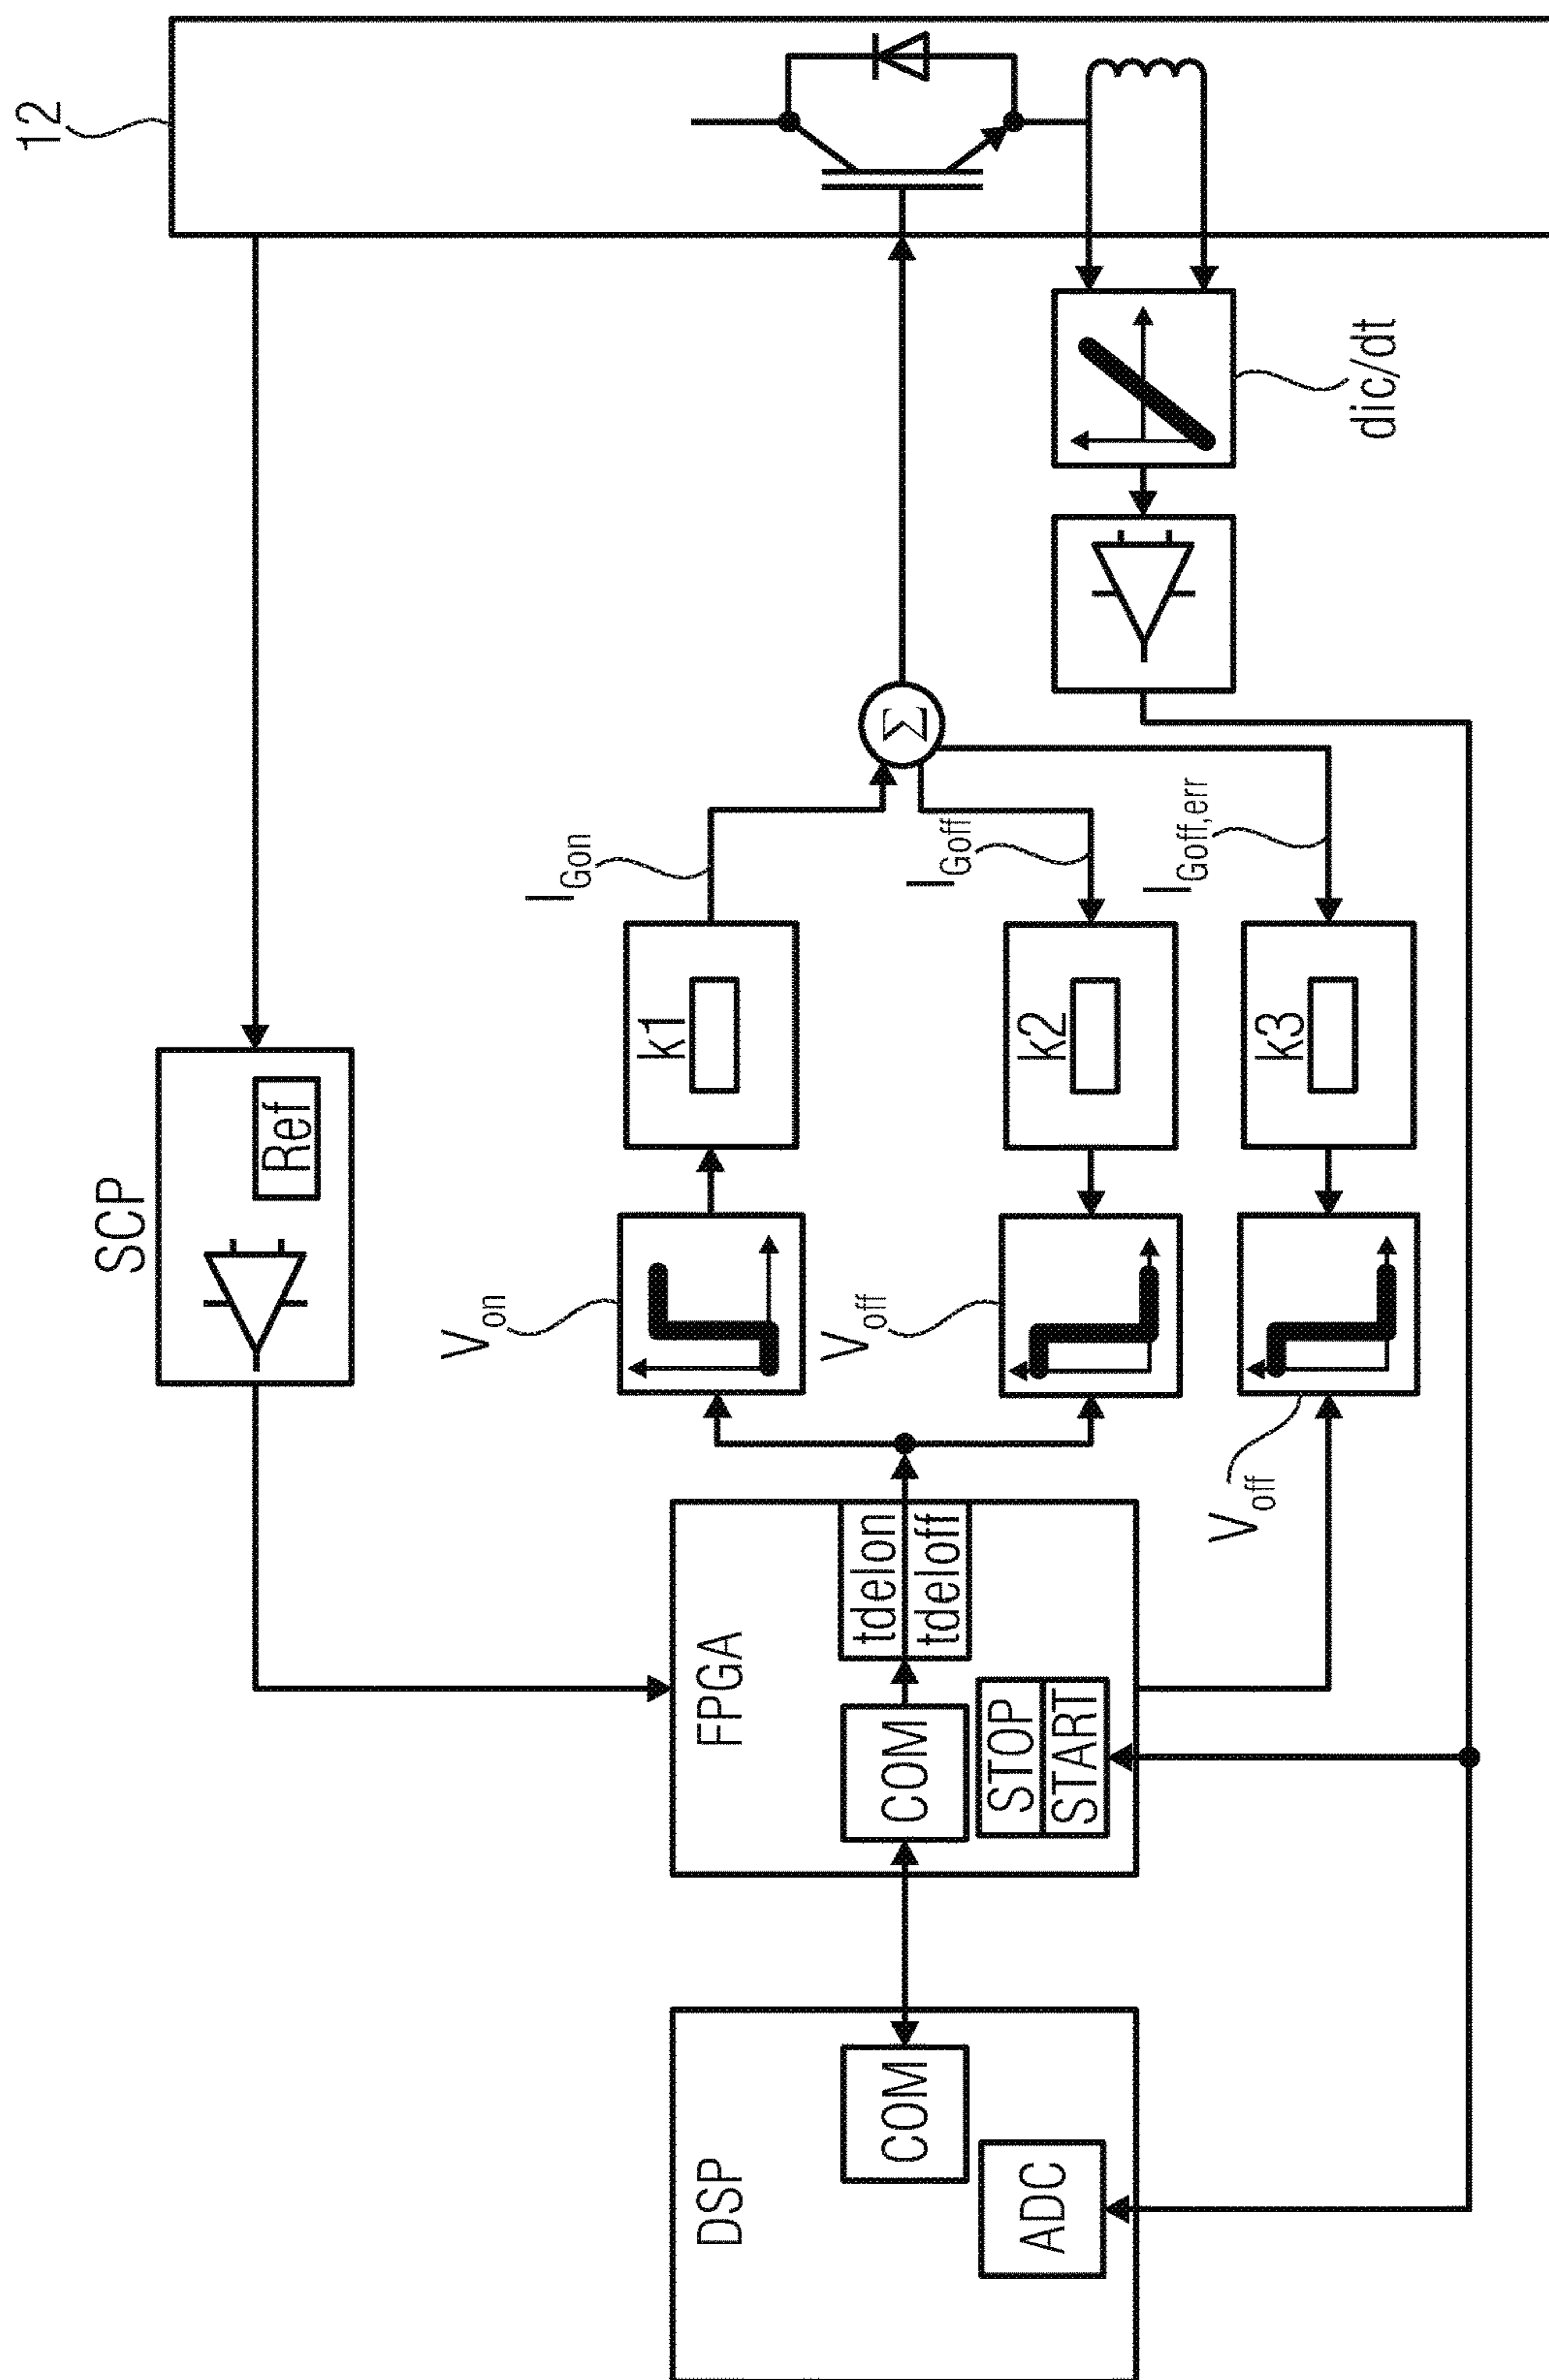 12
SCP
Ref
DSP
COM
ADC
FPGA
COM
STOP
START
tdelon
tdeloff
Von
Voff
Voff
k1
k2
k3
IGon
IGoff
IGoff,err
Σ
dic/dt